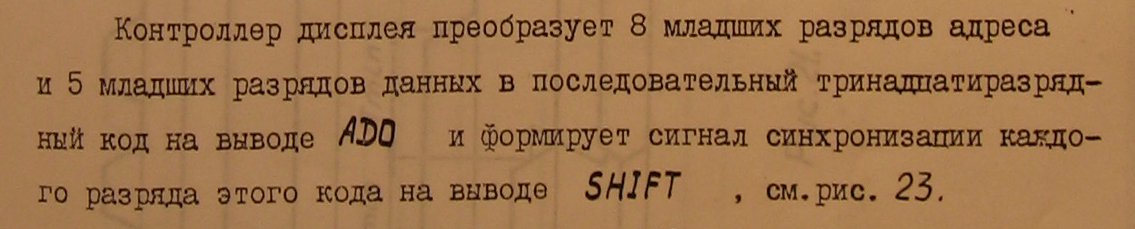 Контроллер дисплея преобразует 8 младших разрядов адреса
и 5 младших разрядов данных в последовательный тринадцатиразряд-
ный код на выводе ADO и формирует сигнал синхронизации каждо-
го разряда этого кода на выводе SHIFT , см.рис. 23.